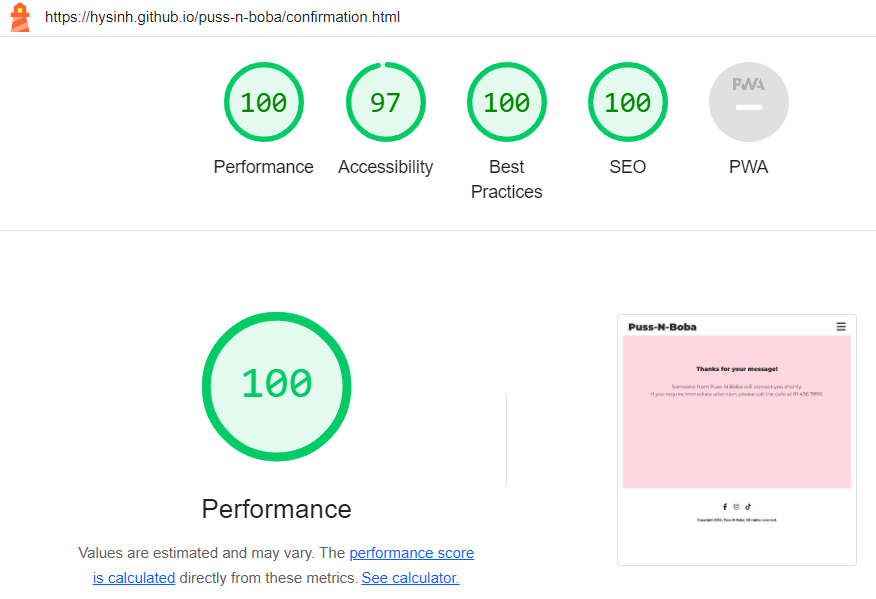 https://hysinh.github.io/puss-n-boba/confirmation.html
100
97
100
100
PWA
Performance
Accessibility
Best
Practices
SEO
PWA
100
Performance
Values are estimated and may vary. The performance score
is calculated directly from these metrics. See calculator.
Puss-N-Boba
Thanks for your message!
Someone from Puss-N-Boba will contact you shortly.
If you require immediate attention, please call the cafe at 01 456 7890.
Copyright 2024, Puss-N-Boba. All rights reserved.